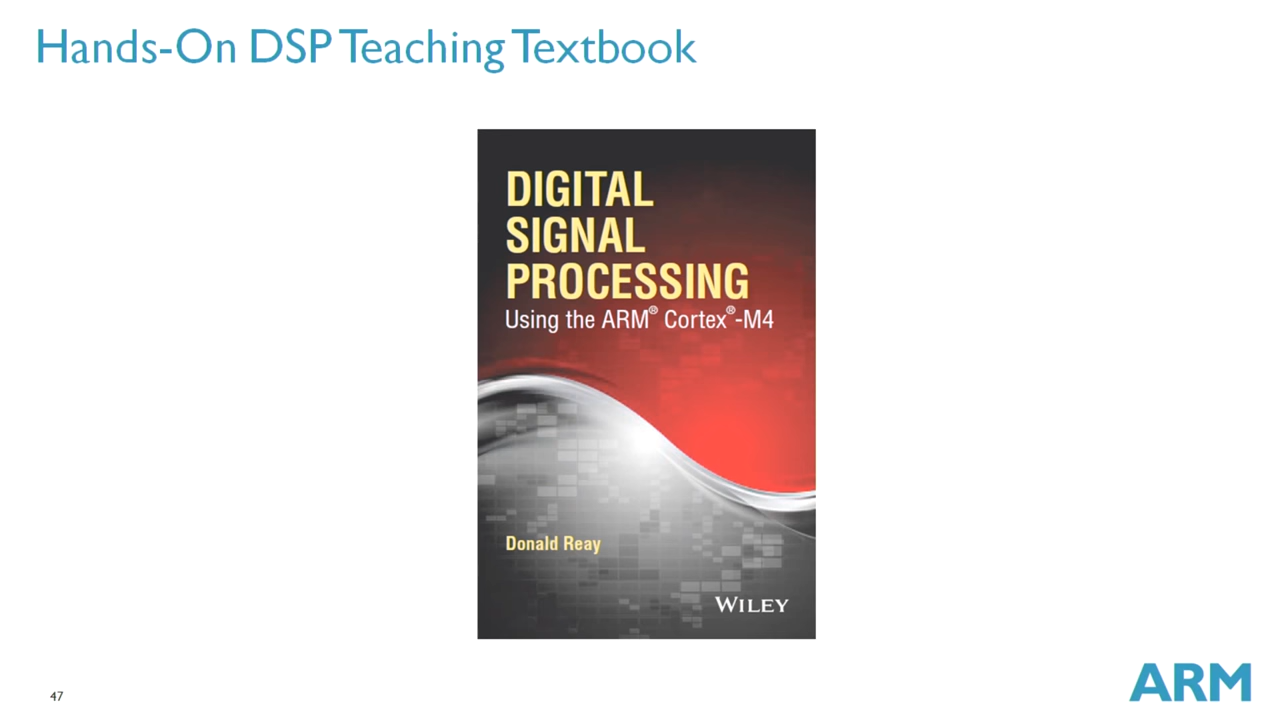 Hands-On DSP Teaching Textbook
DIGITAL
SIGNAL
PROCESSING
Using the ARM® Cortex®-M4
Donald Reay
WILEY
47
ARM